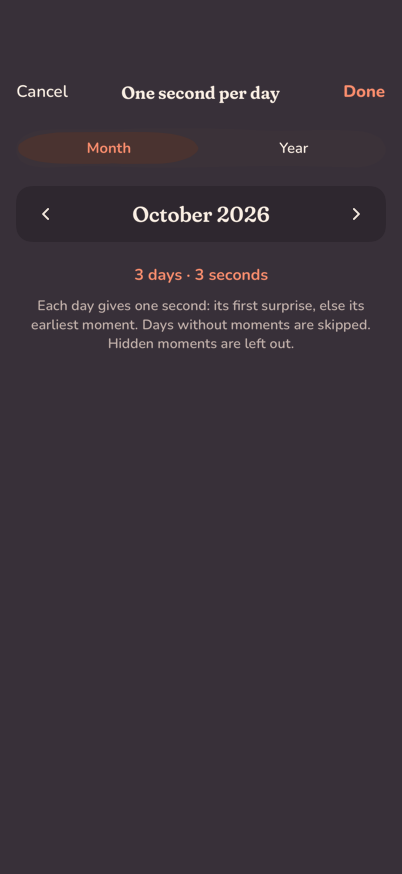 Cancel
One second per day
Done
Month
Year
October 2026
3 days · 3 seconds
Each day gives one second: its first surprise, else its
earliest moment. Days without moments are skipped.
Hidden moments are left out.